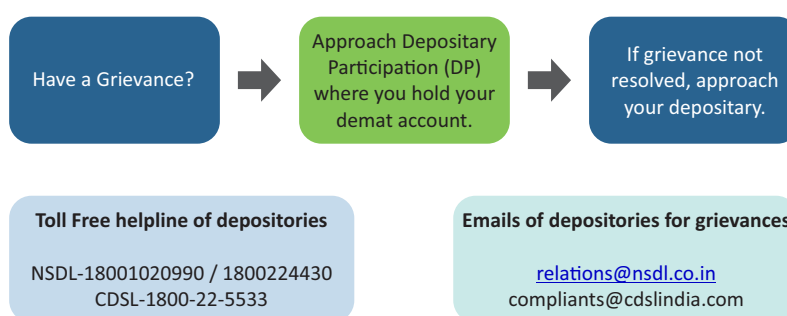 Have a Grievance?
Approach Depositary
Participation (DP)
where you hold your
demat account.
If grievance not
resolved, approach
your depositary.
Toll Free helpline of depositories
NSDL-18001020990 / 1800224430
CDSL-1800-22-5533
Emails of depositories for grievances
relations@nsdl.co.in
compliants@cdslindia.com